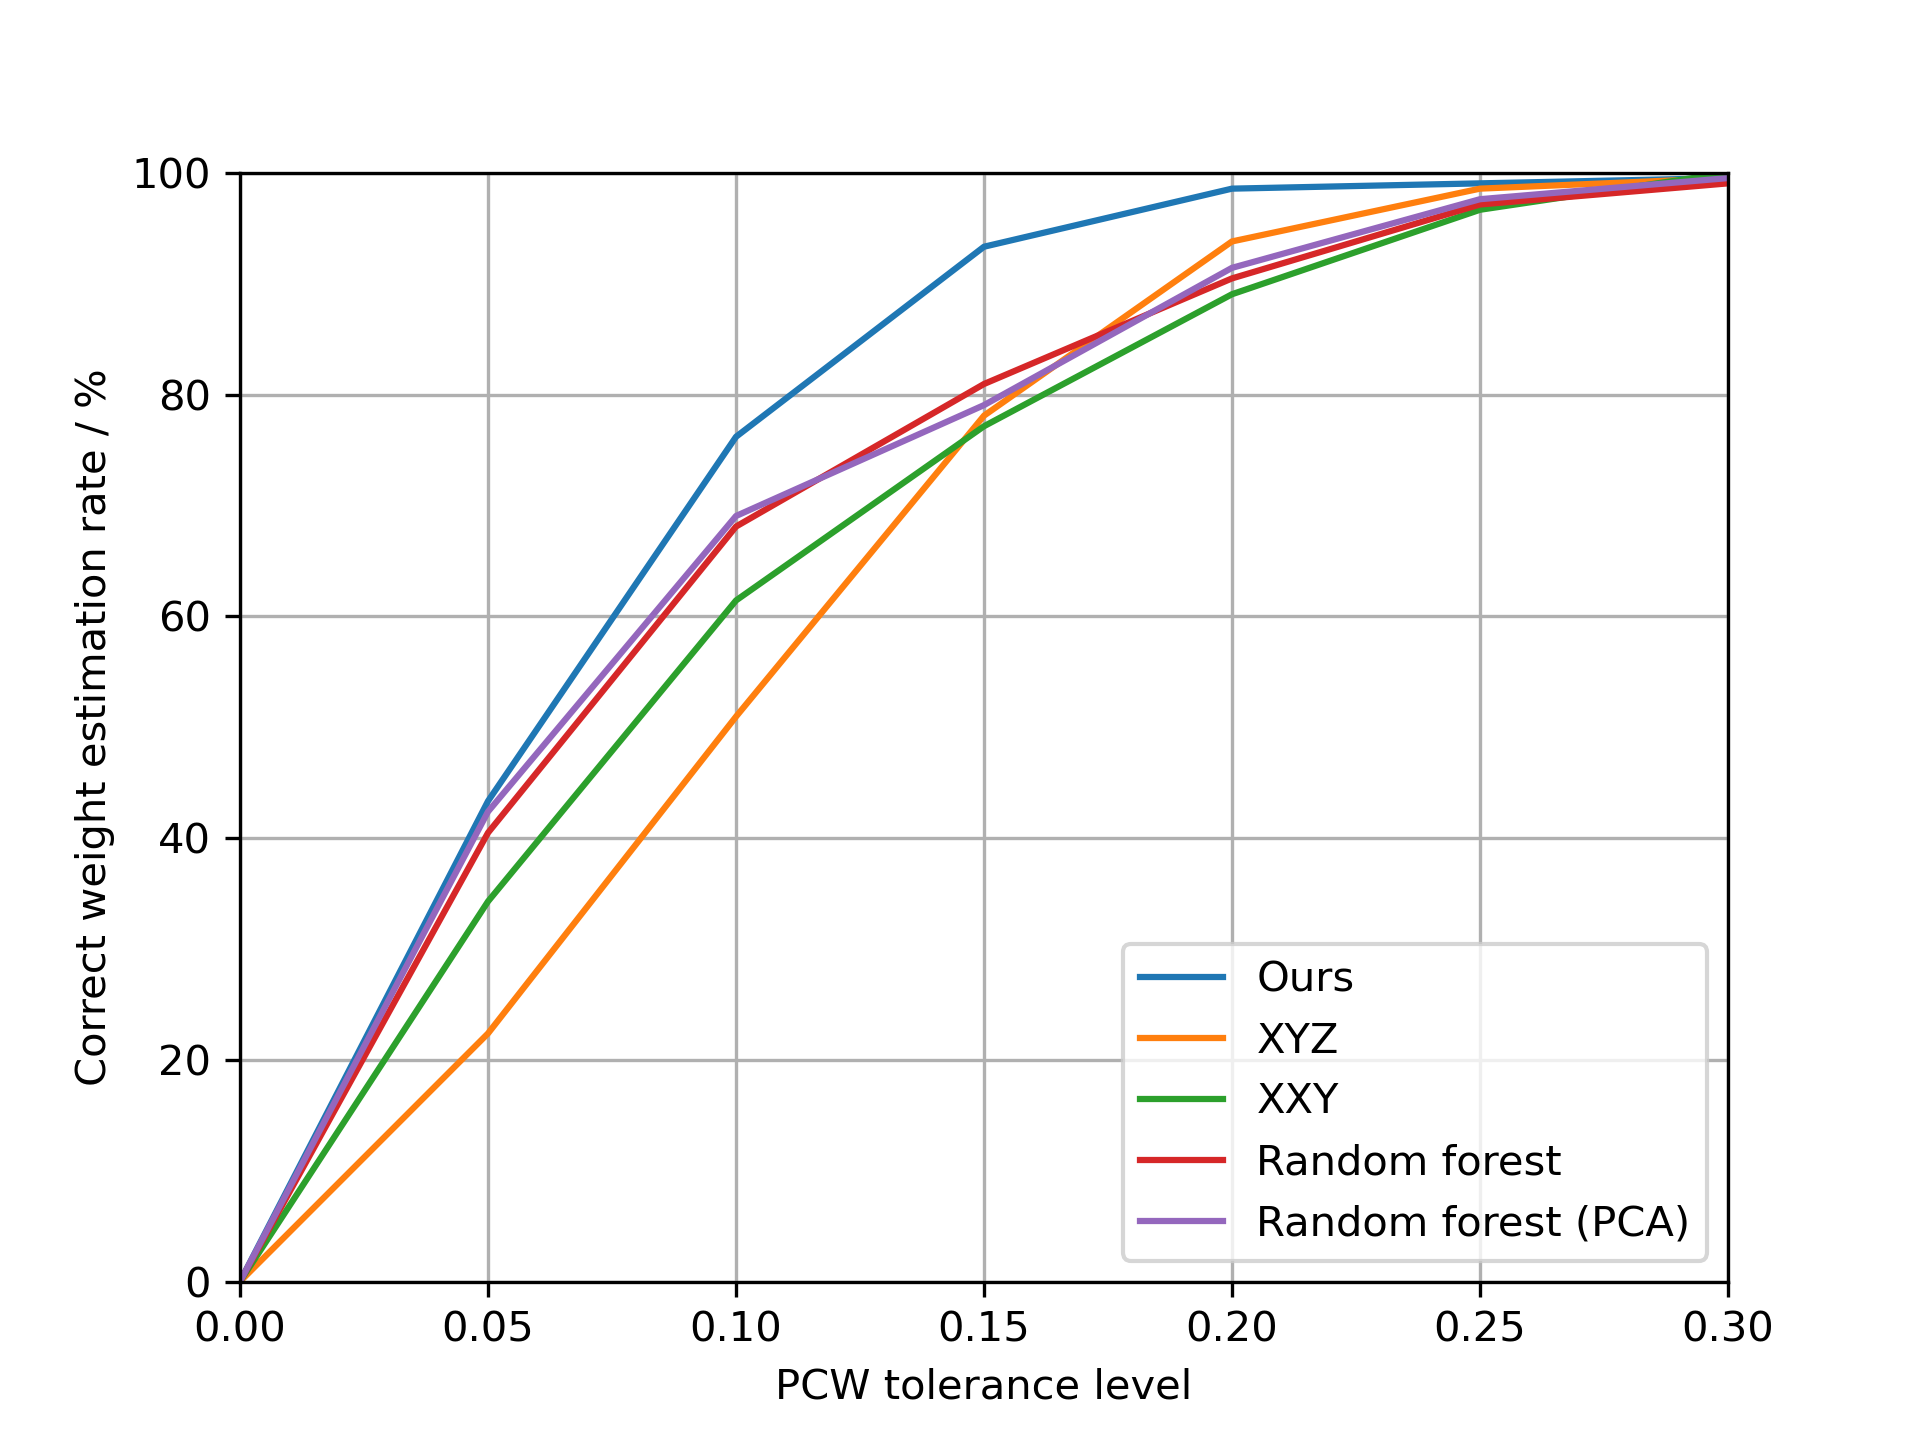 100
80
60
40
20
0
Correct weight estimation rate / %
Ours
XYZ
XXY
Random forest
Random forest (PCA)
0.00 0.05 0.10 0.15 0.20 0.25 0.30
PCW tolerance level